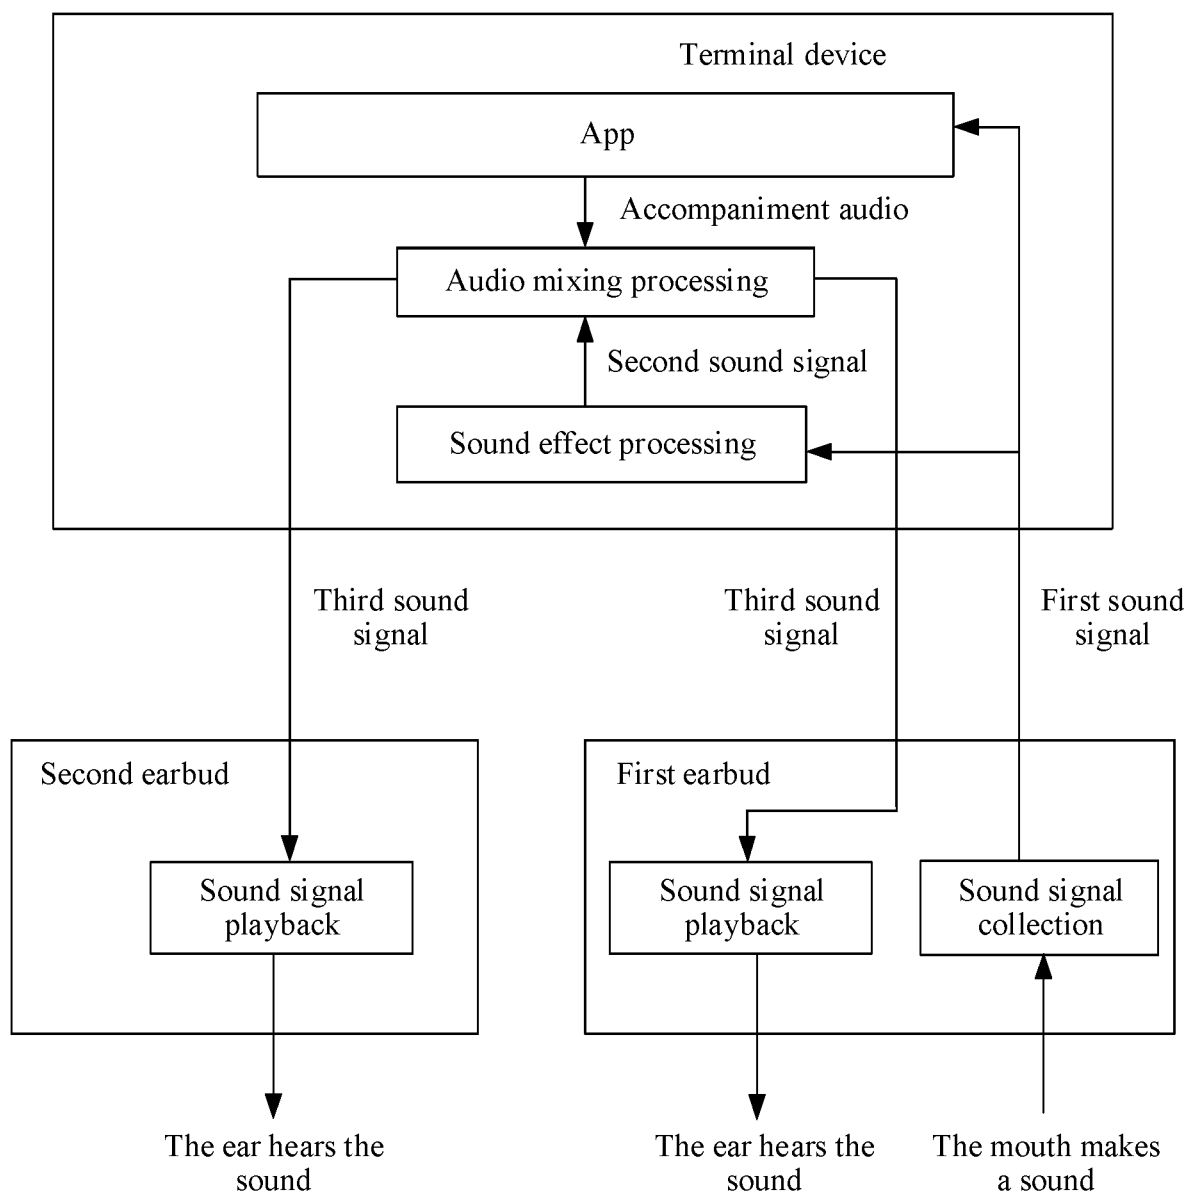 Terminal device
App
Accompaniment audio
Audio mixing processing
Second sound signal
Sound effect processing
Third sound
signal
Third sound
signal
First sound
signal
Second earbud
First earbud
Sound signal
playback
Sound signal
playback
Sound signal
collection
The ear hears the
sound
The ear hears the
sound
The mouth makes
a sound